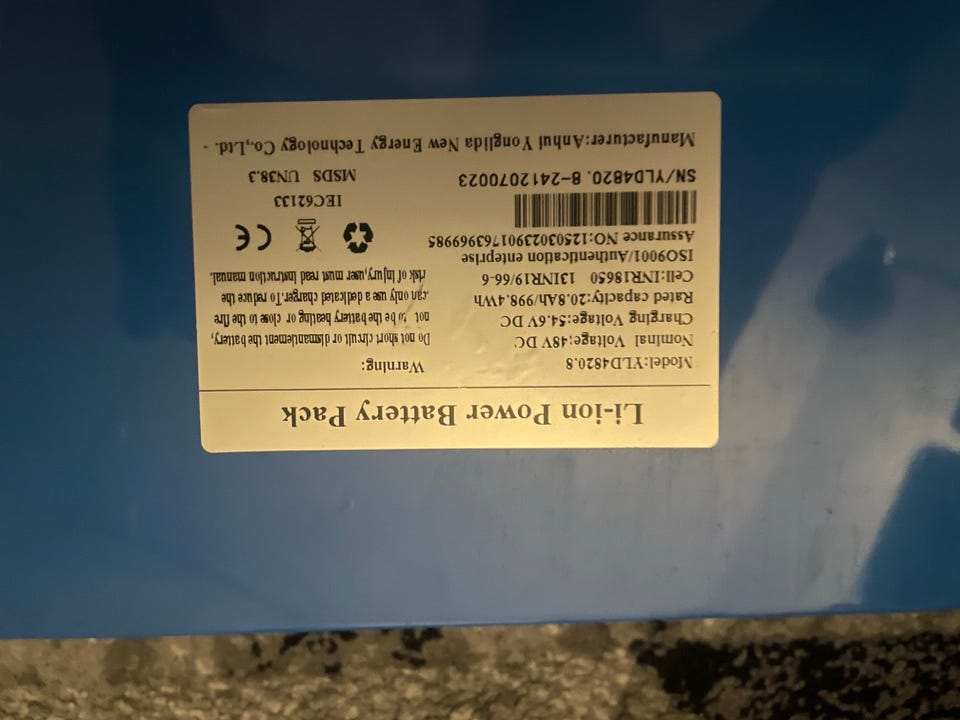 Li-ion Power Battery Pack
Model:YLD4820.8
Nominal Voltage:48V DC
Charging Voltage:54.6V DC
Rated capacity:20.8Ah/998.4Wh
Cell:INRN18650 13INR19/66-6
ISO9001/Authentication enteprise
Assurance NO:12503023901763969985
SN/YLD4820.8-2412070023
Warning:
Do not short circuit or dismantlement the battery,
not to be the battery heating or close to the fire
can only use a dedicated charger.To reduce the
risk of injury,user must read instruction manual.
CE
IEC62133
MSDS UN38.3
Manufacturer:Anhui Yonglida New Energy Technology Co,.Ltd.